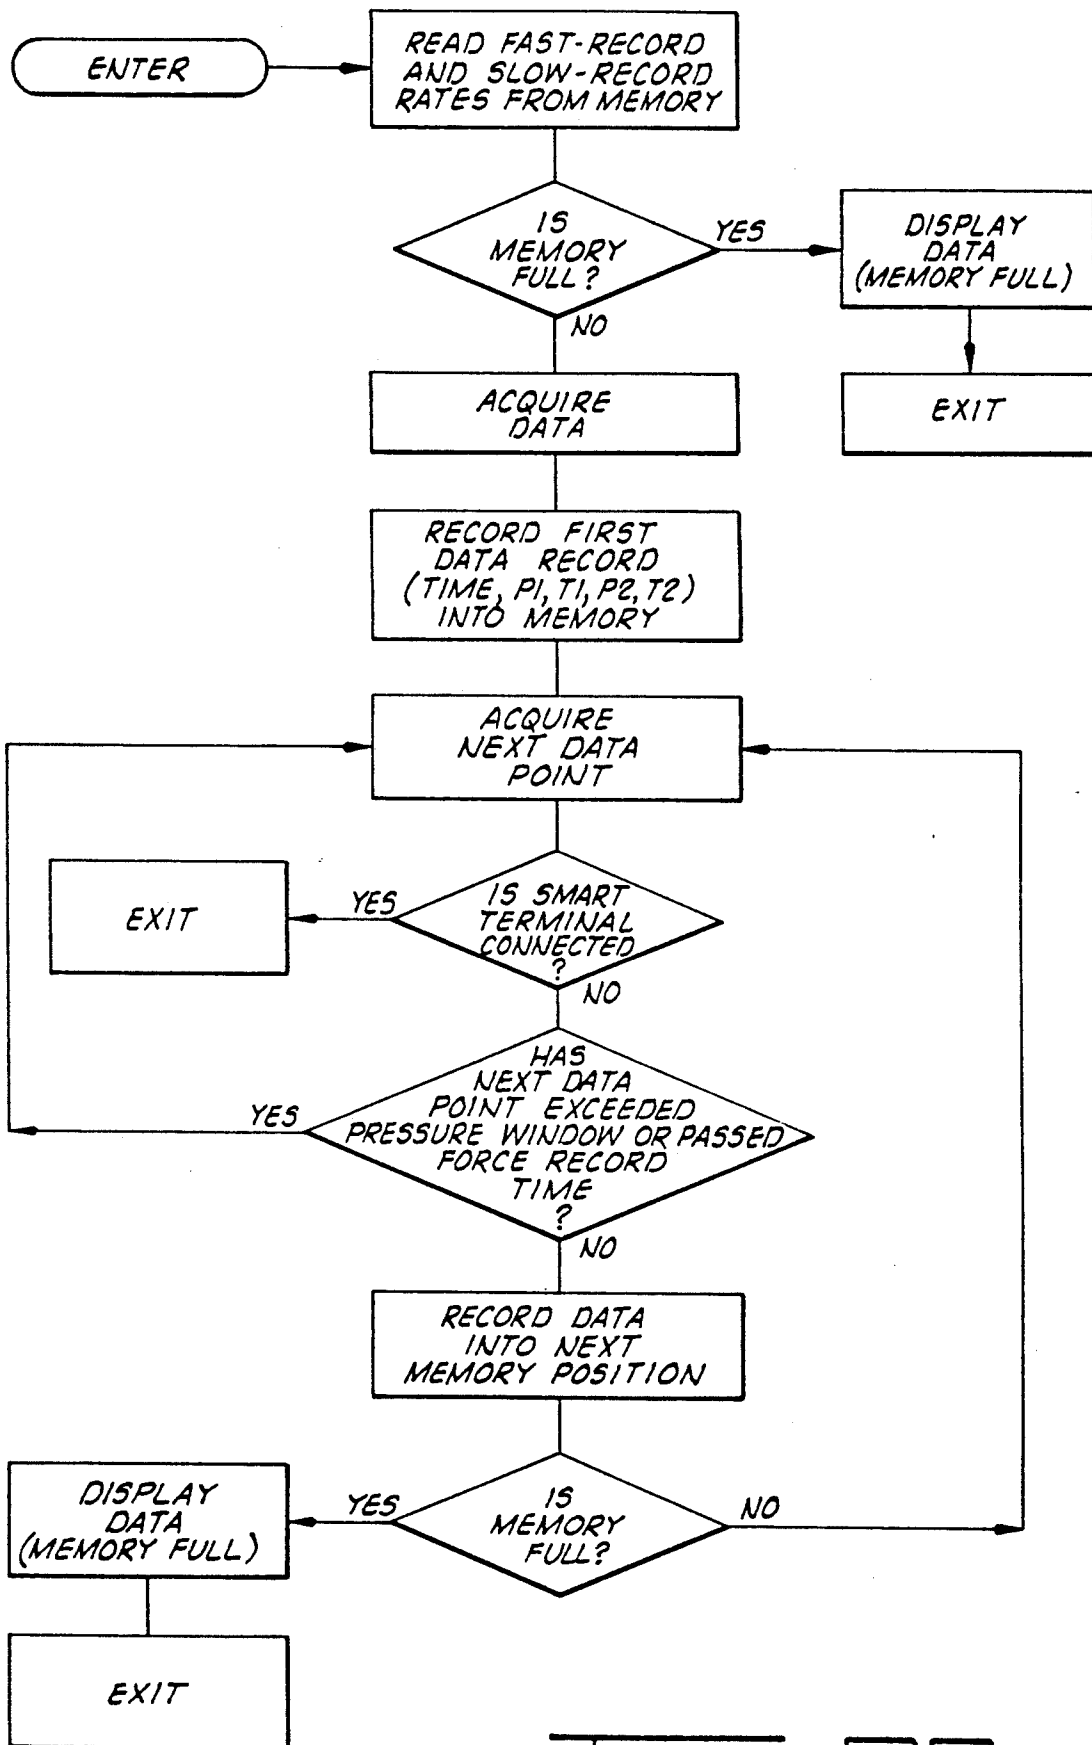 ENTER
READ FAST-RECORD
AND SLOW-RECORD
RATES FROM MEMORY
IS
MEMORY
FULL?
YES
DISPLAY
DATA
(MEMORY FULL)
NO
EXIT
ACQUIRE
DATA
RECORD FIRST
DATA RECORD
(TIME, P1, T1, P2, T2)
INTO MEMORY
ACQUIRE
NEXT DATA
POINT
IS SMART
TERMINAL
CONNECTED
?
YES
EXIT
NO
HAS
NEXT DATA
POINT EXCEEDED
PRESSURE WINDOW OR PASSED
FORCE RECORD
TIME
?
YES
NO
RECORD DATA
INTO NEXT
MEMORY POSITION
IS
MEMORY
FULL?
YES
NO
DISPLAY
DATA
(MEMORY FULL)
EXIT